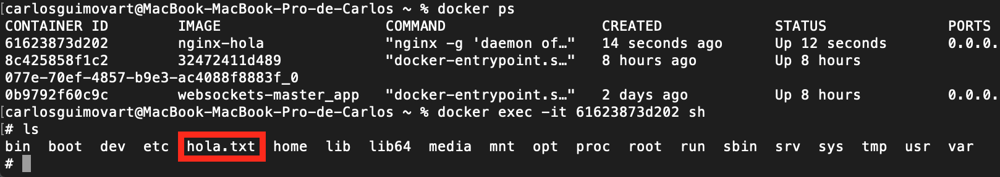 [carlosguimovart@MacBook-MacBook-Pro-de-Carlos ~ % docker ps
CONTAINER ID        IMAGE                   COMMAND                  CREATED             STATUS              PORTS
61623873d202        nginx-hola              "nginx -g 'daemon of…"   14 seconds ago      Up 12 seconds       0.0.0.
8c425858f1c2        32472411d489            "docker-entrypoint.s…"   8 hours ago         Up 8 hours
077e-70ef-4857-b9e3-ac4088f8883f_0
0b9792f60c9c        websockets-master_app   "docker-entrypoint.s…"   2 days ago          Up 8 hours          0.0.0.
[carlosguimovart@MacBook-MacBook-Pro-de-Carlos ~ % docker exec -it 61623873d202 sh
[# ls
bin  boot  dev  etc  hola.txt  home  lib  lib64  media  mnt  opt  proc  root  run  sbin  srv  sys  tmp  usr  var
#